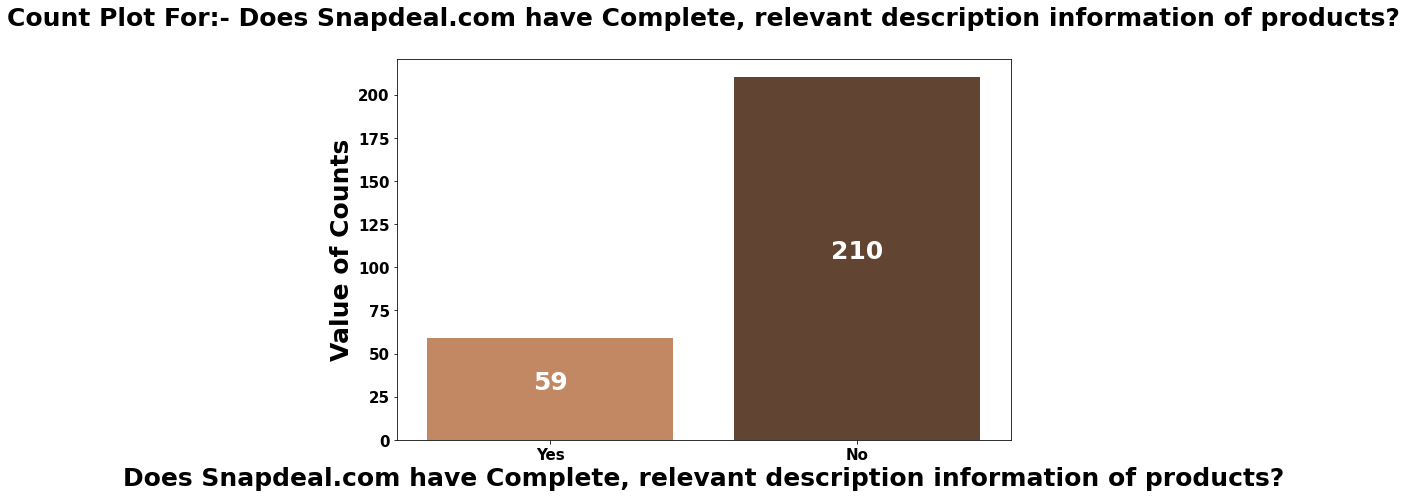 Count Plot For:- Does Snapdeal.com have Complete, relevant description information of products?
Value of Counts
200
175
150
125
100
75
50
25
0
59
210
Yes
No
Does Snapdeal.com have Complete, relevant description information of products?